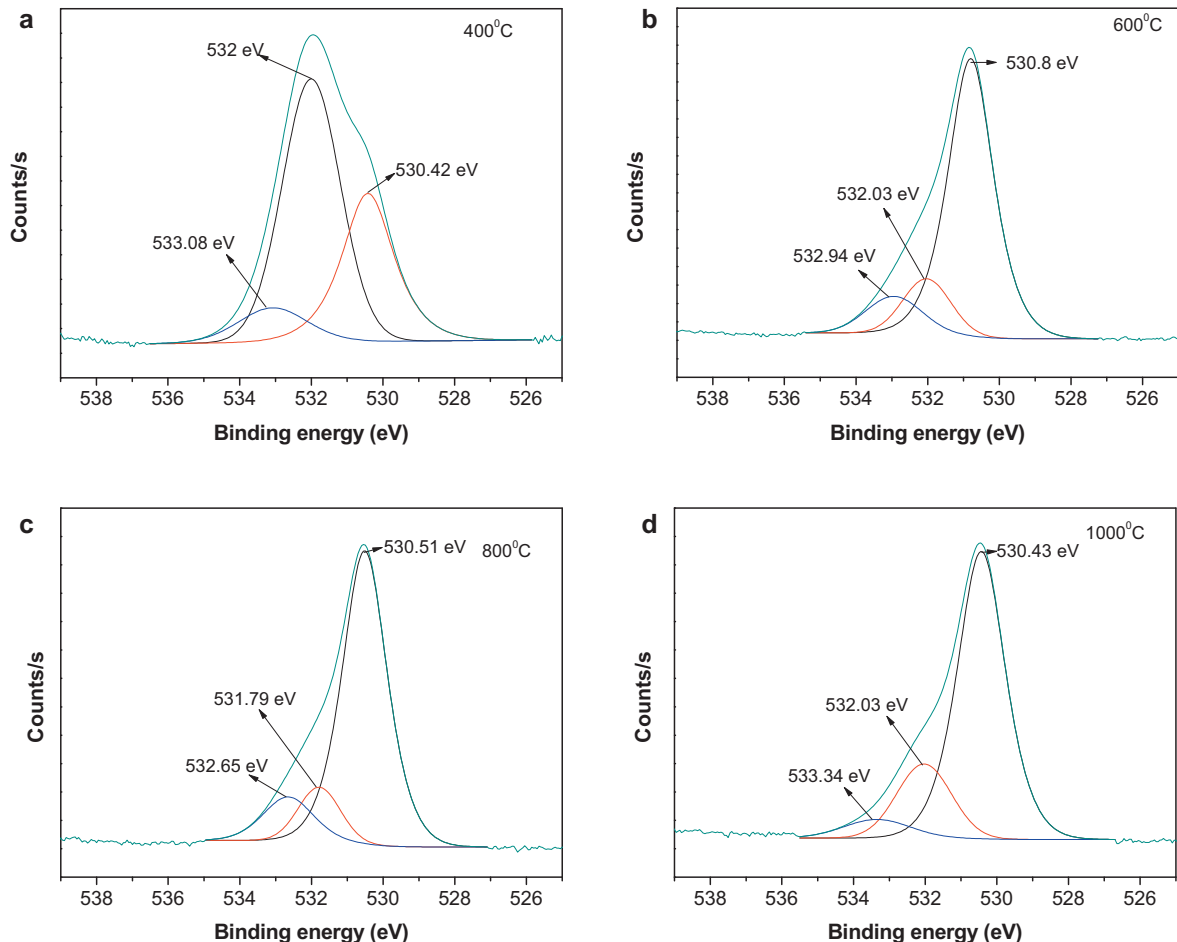 a
400⁰C
532 eV
530.42 eV
533.08 eV
Counts/s
538 536 534 532 530 528 526
Binding energy (eV)
b
600⁰C
530.8 eV
532.03 eV
532.94 eV
Counts/s
538 536 534 532 530 528 526
Binding energy (eV)
c
530.51 eV
800⁰C
531.79 eV
532.65 eV
Counts/s
538 536 534 532 530 528 526
Binding energy (eV)
d
1000⁰C
530.43 eV
532.03 eV
533.34 eV
Counts/s
538 536 534 532 530 528 526
Binding energy (eV)